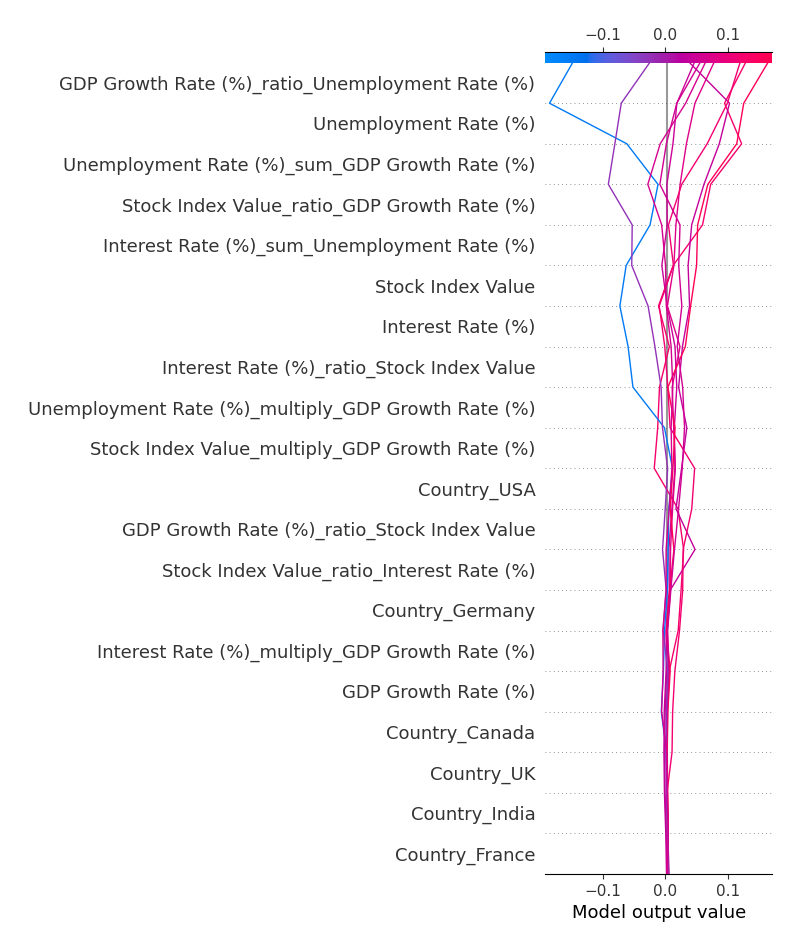 −0.1 0.0 0.1
GDP Growth Rate (%)_ratio_Unemployment Rate (%)
Unemployment Rate (%)
Unemployment Rate (%)_sum_GDP Growth Rate (%)
Stock Index Value_ratio_GDP Growth Rate (%)
Interest Rate (%)_sum_Unemployment Rate (%)
Stock Index Value
Interest Rate (%)
Interest Rate (%)_ratio_Stock Index Value
Unemployment Rate (%)_multiply_GDP Growth Rate (%)
Stock Index Value_multiply_GDP Growth Rate (%)
Country_USA
GDP Growth Rate (%)_ratio_Stock Index Value
Stock Index Value_ratio_Interest Rate (%)
Country_Germany
Interest Rate (%)_multiply_GDP Growth Rate (%)
GDP Growth Rate (%)
Country_Canada
Country_UK
Country_India
Country_France
−0.1 0.0 0.1
Model output value